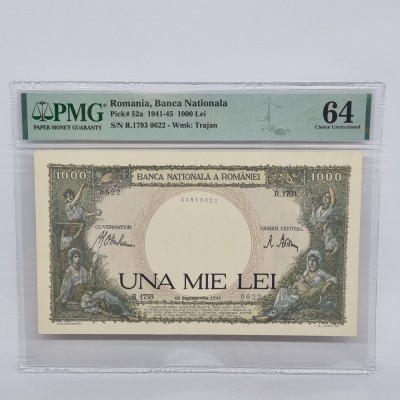 PMG
PAPER MONEY GUARANTY
Romania, Banca Nationala
Pick# 52a 1941-45 1000 Lei
S/N R.1793 0622 - Wmk: Trajan
64
Choice Uncirculated
1000
BANCA NAȚIONALĂ A ROMÂNIEI
1000
0622
44816622
R.1793
GUVERNATOR
CASIER CENTRAL
UNA MIE LEI
R.1793
0622